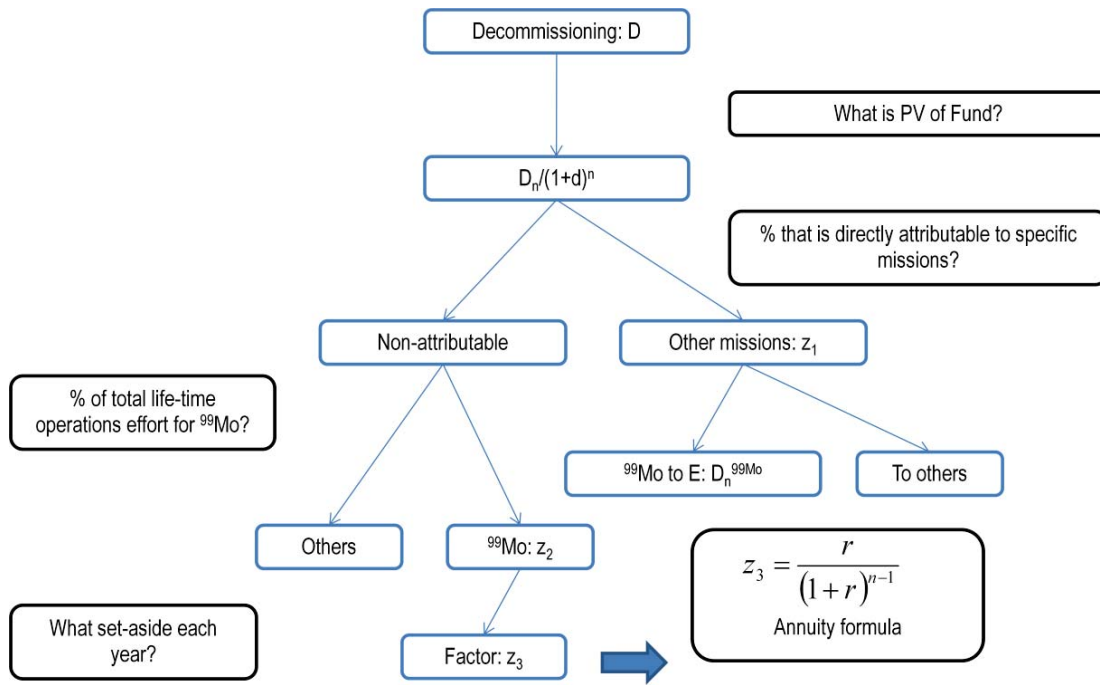 Decommissioning: D
What is PV of Fund?
Dₙ/(1+d)ⁿ
% that is directly attributable to specific
missions?
Non-attributable
Other missions: z₁
% of total life-time
operations effort for ⁹⁹Mo?
⁹⁹Mo to E: Dₙ⁹⁹ᴹᵒ
To others
Others
⁹⁹Mo: z₂
z₃ = r / (1 + r)ⁿ⁻¹
Annuity formula
What set-aside each
year?
Factor: z₃